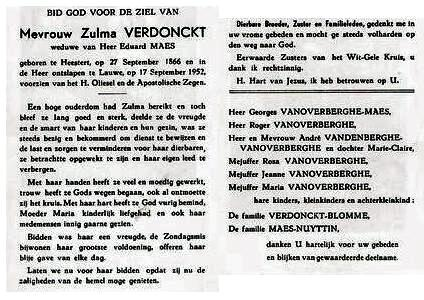 BID GOD VOOR DE ZIEL VAN
Mevrouw Zulma VERDONCKT
weduwe van Heer Eduard MAES
geboren te Heestert, op 27 September 1866 en in
de Heer ontslapen te Lauwe, op 17 September 1952,
voorzien van het H. Oliesel en de Apostolische Zegen.
Een hoge ouderdom had Zulma bereikt en toch
bleef ze lang goed en sterk, deelde ze de vreugde
en de smart van haar kinderen en hun gezin, was ze
steeds bezig en bekommerd om dienst te bewijzen en
de last en zorgen te verminderen voor haar dierbaren,
ze betrachtte opgewekt te zijn en haar eigen leed te
verbergen.
Met haar handen heeft ze veel en moedig gewerkt,
trouw heeft ze Gods wegen begaan, ook al ontmoette
zij het kruis. Met haar hart heeft ze God vurig bemind,
Moeder Maria kinderlijk liefgehad en ook haar
medemensen innig gaarne gezien.
Bidden was haar een vreugde, de Zondagsmis
bijwonen haar grootste voldoening, offeren haar
blije gave van elke dag.
Laten we nu voor haar bidden opdat zij nu de
zaligheden van de hemel moge genieten.
Dierbare Broeder, Zuster en Familieleden, gedenkt me in
uw vrome gebeden en mocht ge steeds volharden op
den weg naar God.
Eerwaarde Zusters van het Wit-Gele Kruis, u
dank ik rechtzinnig.
H. Hart van Jezus, ik heb betrouwen op U.
Heer Georges VANOVERBERGHE-MAES,
Heer Roger VANOVERBERGHE,
Heer en Mevrouw André VANDENBERGHE-
VANOVERBERGHE en dochter Marie-Claire,
Mejuffer Rosa VANOVERBERGHE,
Mejuffer Jeanne VANOVERBERGHE,
Mejuffer Maria VANOVERBERGHE,
hare kinders, kleinkinders en achterkleinkind;
De familie VERDONCKT-BLOMME,
De familie MAES-NUYTTIN,
danken U hartelijk voor uw gebeden
en blijken van gewaardeerde deelname.